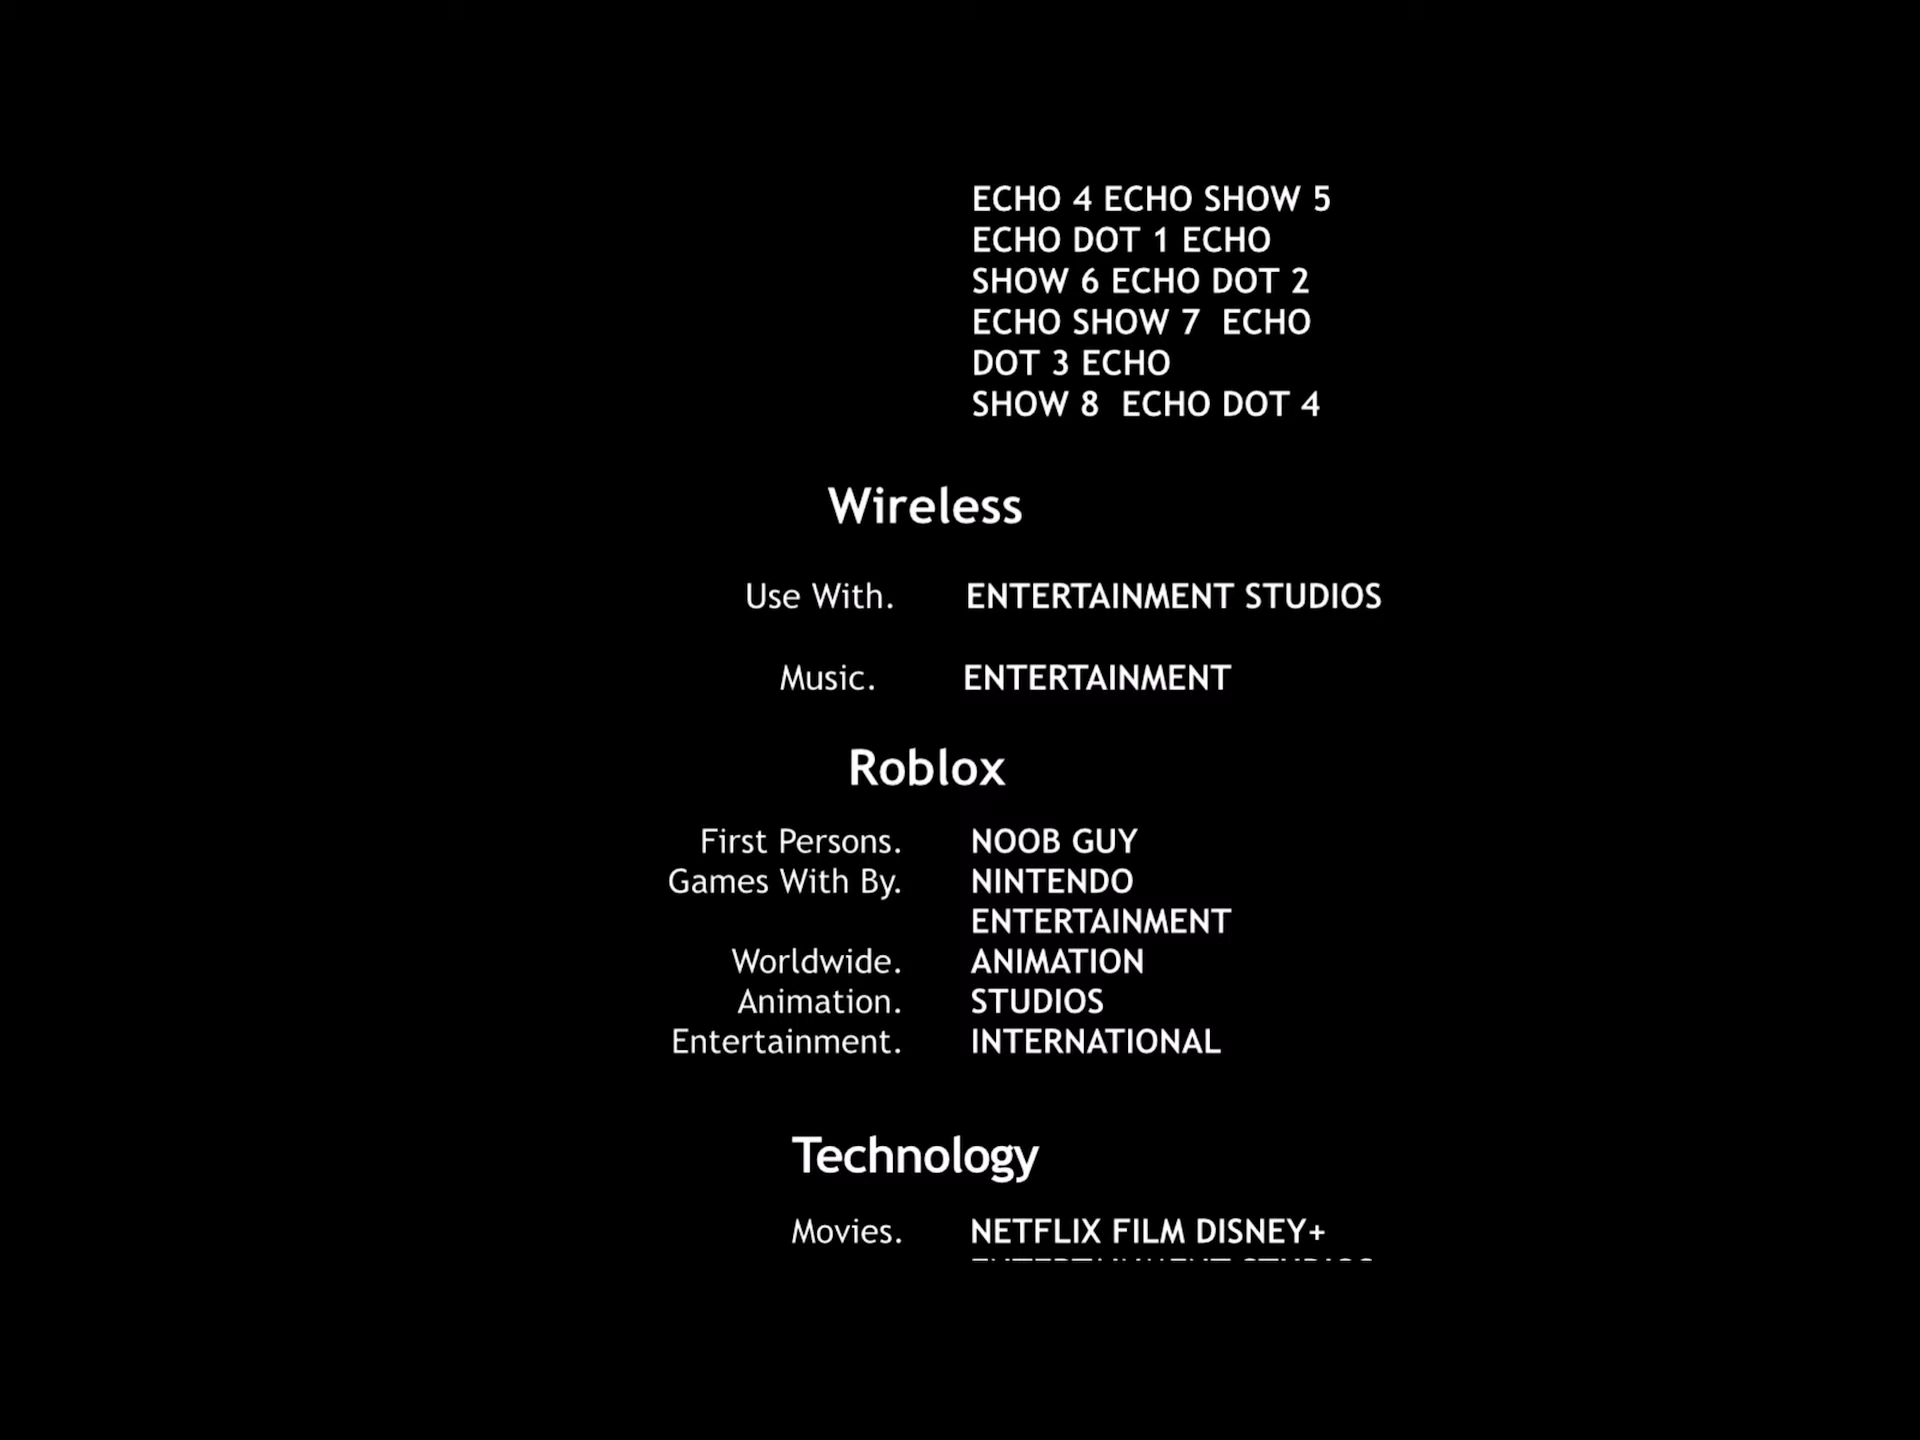 ECHO 4 ECHO SHOW 5
ECHO DOT 1 ECHO
SHOW 6 ECHO DOT 2
ECHO SHOW 7  ECHO
DOT 3 ECHO
SHOW 8  ECHO DOT 4
Wireless
Use With. ENTERTAINMENT STUDIOS
Music. ENTERTAINMENT
Roblox
First Persons. NOOB GUY
Games With By. NINTENDO
ENTERTAINMENT
Worldwide. ANIMATION
Animation. STUDIOS
Entertainment. INTERNATIONAL
Technology
Movies. NETFLIX FILM DISNEY+